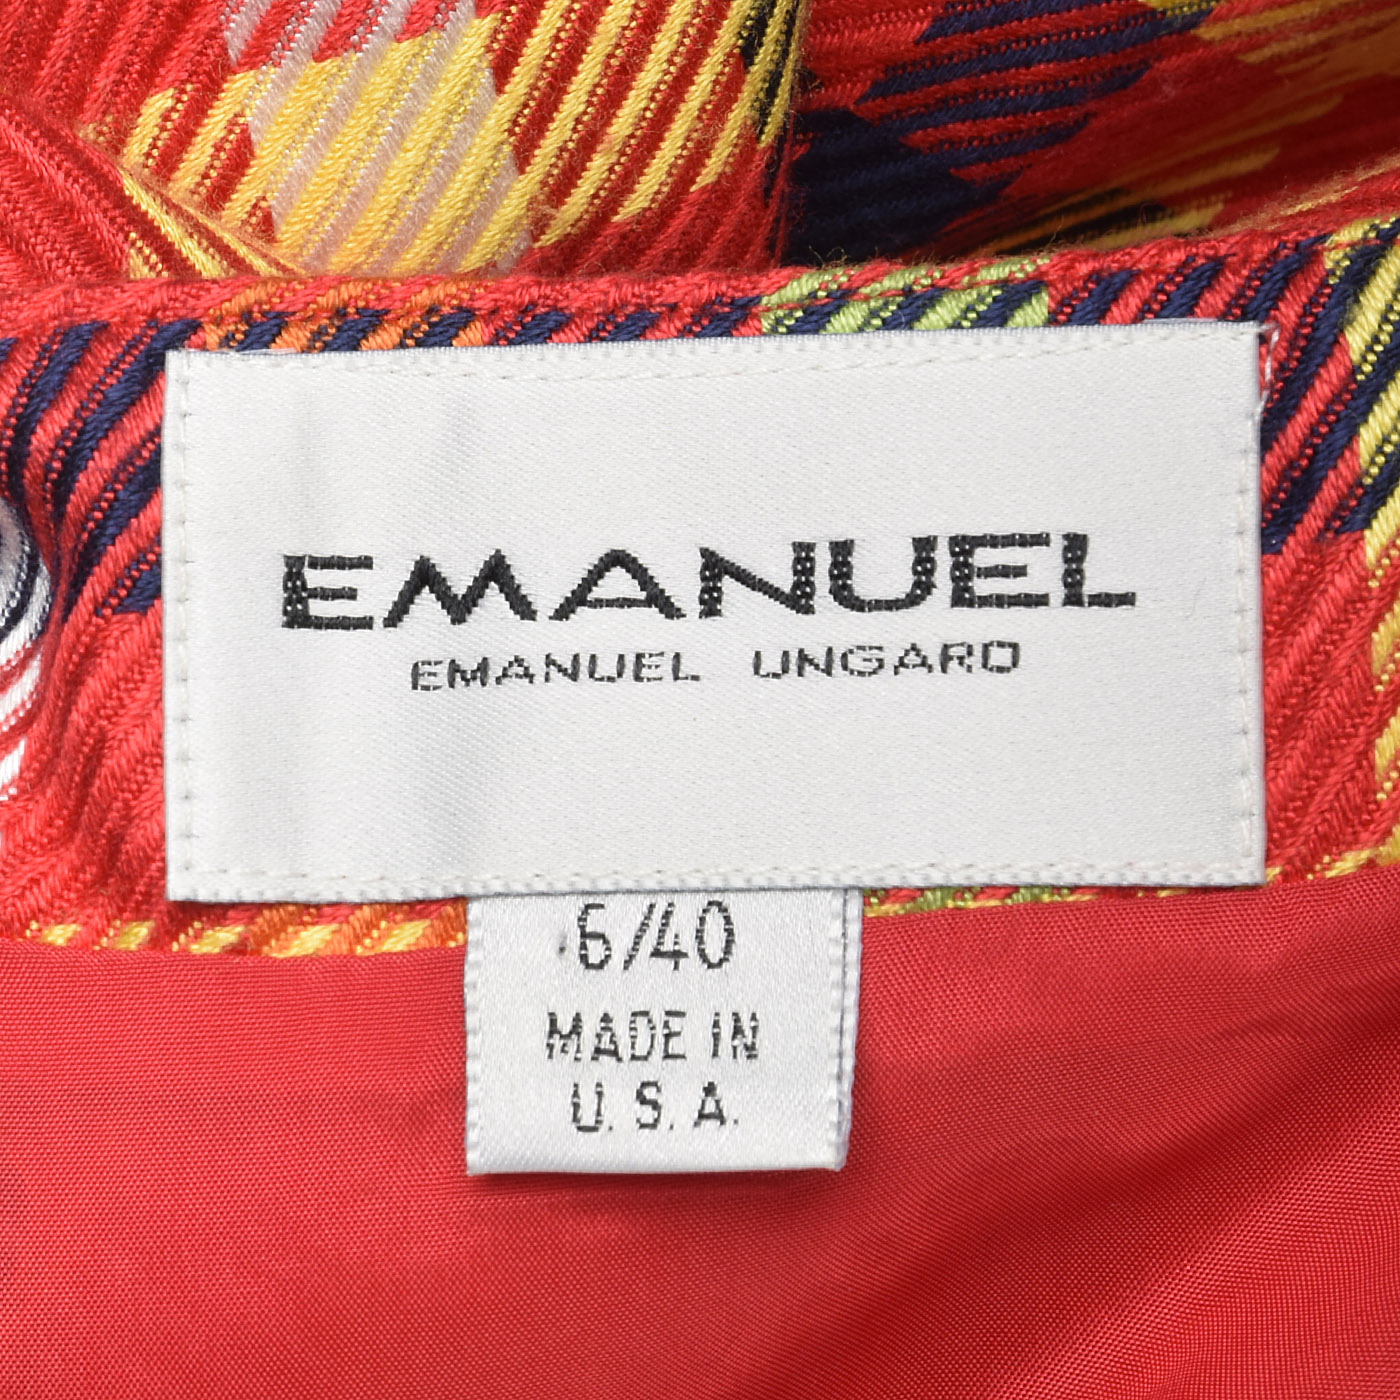 EMANUEL
EMANUEL UNGARO
6/40
MADE IN
U.S.A.